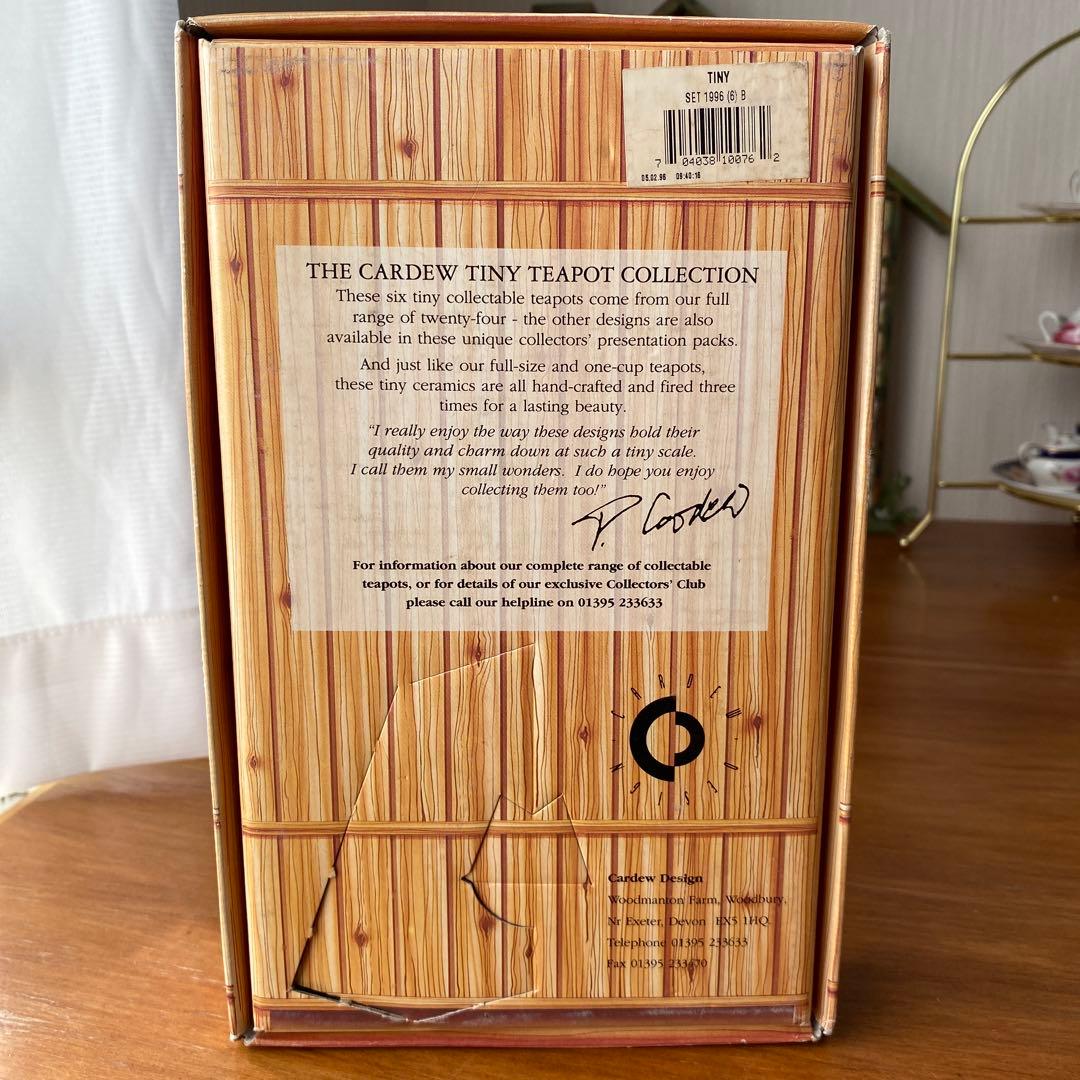 TINY
SET 1996 (6) B
7 04038 10076 2
05.02.96 09:40:16
THE CARDEW TINY TEAPOT COLLECTION
These six tiny collectable teapots come from our full
range of twenty-four - the other designs are also
available in these unique collectors' presentation packs.
And just like our full-size and one-cup teapots,
these tiny ceramics are all hand-crafted and fired three
times for a lasting beauty.
"I really enjoy the way these designs hold their
quality and charm down at such a tiny scale.
I call them my small wonders. I do hope you enjoy
collecting them too!"
P. Cardew
For information about our complete range of collectable
teapots, or for details of our exclusive Collectors' Club
please call our helpline on 01395 233633
CARDEW DESIGN
Cardew Design
Woodmanton Farm, Woodbury,
Nr Exeter, Devon EX5 1HQ.
Telephone 01395 233633
Fax 01395 233670